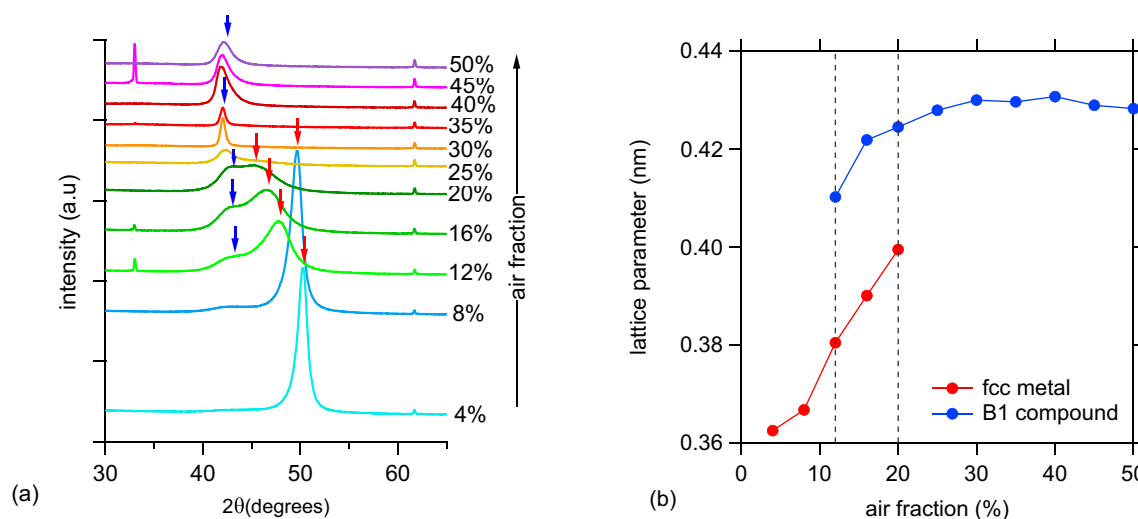 50%
45%
40%
35%
30%
25%
20%
16%
12%
8%
4%
intensity (a.u)
air fraction
30
40
50
60
2θ(degrees)
(a)
0.44
0.42
0.40
0.38
0.36
lattice parameter (nm)
fcc metal
B1 compound
0
10
20
30
40
50
air fraction (%)
(b)